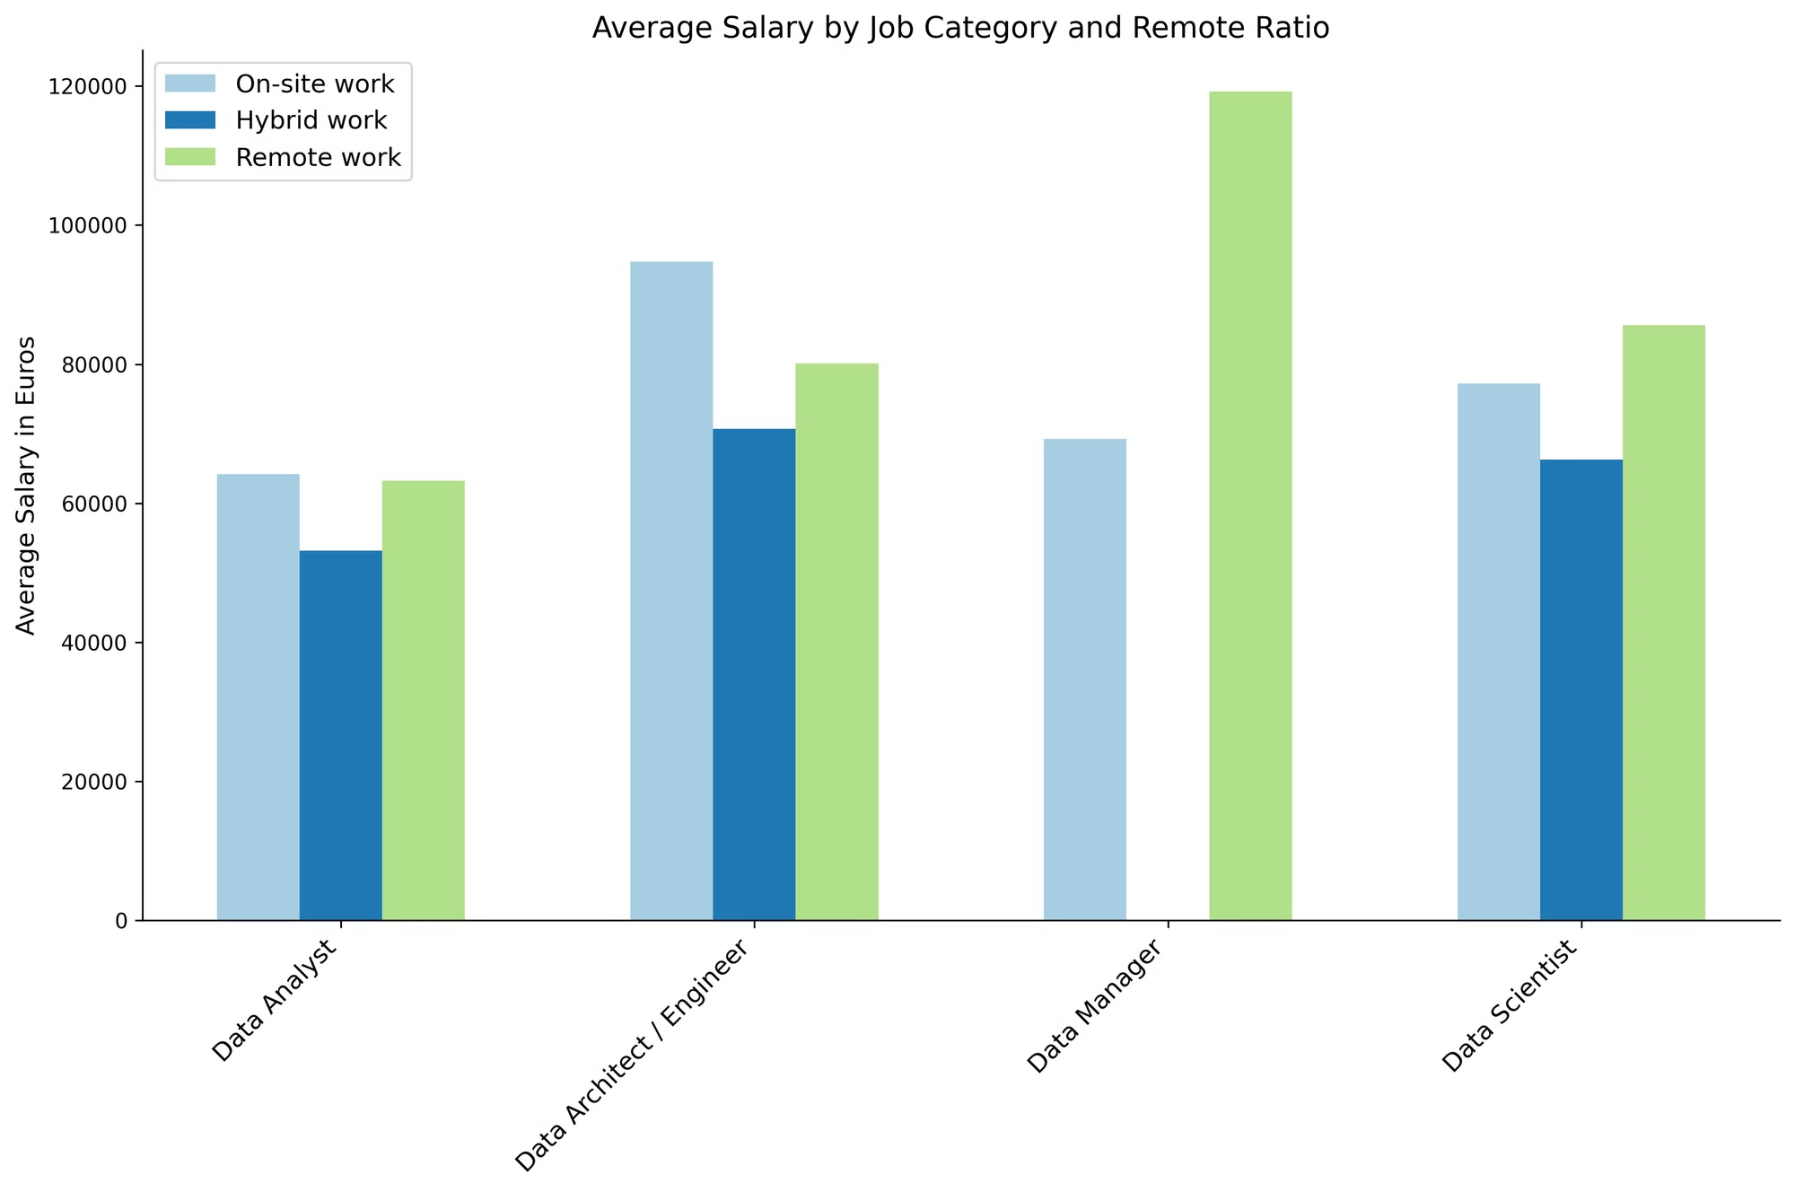 Average Salary by Job Category and Remote Ratio
On-site work
Hybrid work
Remote work
Average Salary in Euros
120000
100000
80000
60000
40000
20000
0
Data Analyst
Data Architect / Engineer
Data Manager
Data Scientist